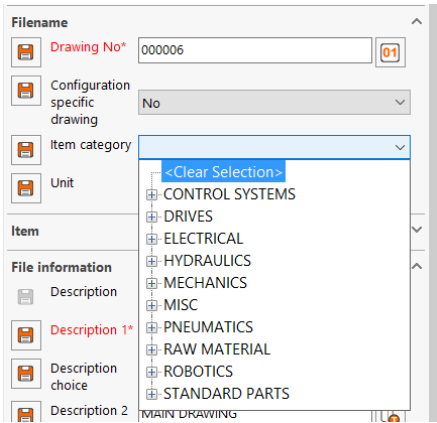 Filename
Drawing No*
000006
01
Configuration
specific
drawing
No
Item category
<Clear Selection>
CONTROL SYSTEMS
DRIVES
ELECTRICAL
HYDRAULICS
MECHANICS
MISC
PNEUMATICS
RAW MATERIAL
ROBOTICS
STANDARD PARTS
Unit
Item
File information
Description
Description 1*
Description
choice
Description 2
MAIN DRAWING